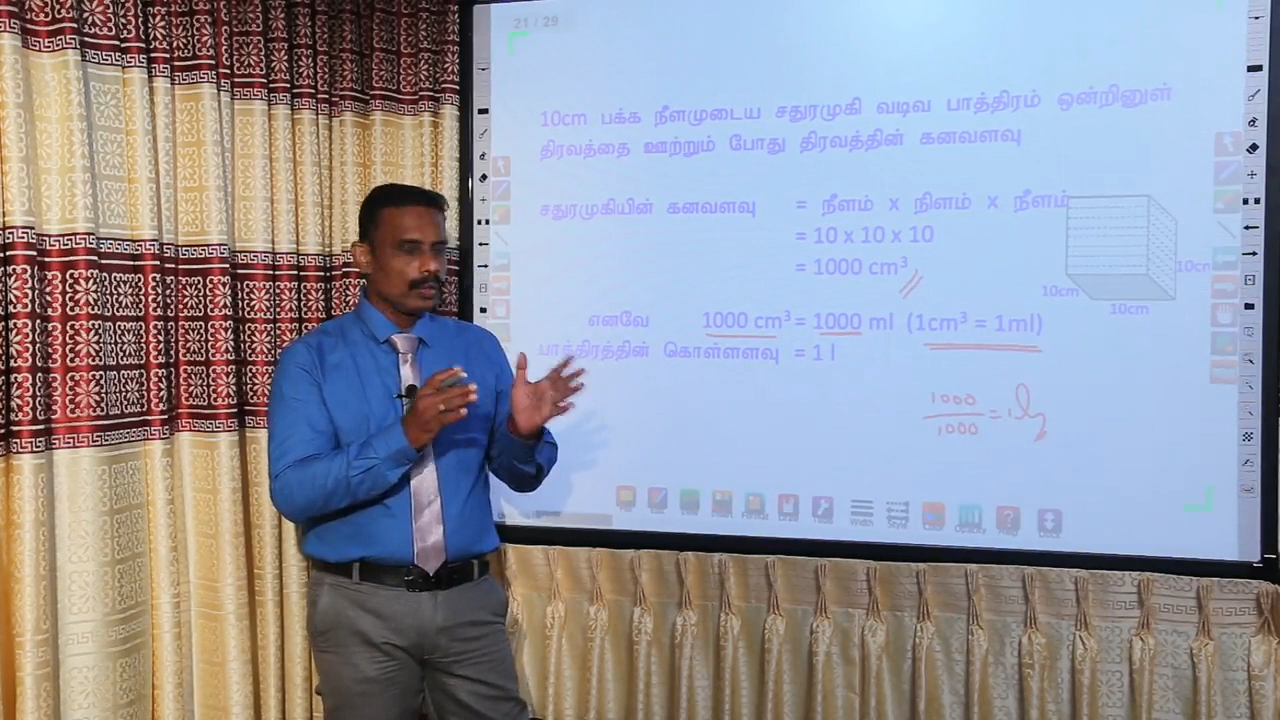 21 / 29
10cm பக்க நீளமுடைய சதுரமுகி வடிவ பாத்திரம் ஒன்றினுள்
திரவத்தை ஊற்றும் போது திரவத்தின் கனவளவு
சதுரமுகியின் கனவளவு = நீளம் x நிளம் x நீளம்
= 10 x 10 x 10
= 1000 cm³
10cm
10cm
10cm
எனவே 1000 cm³ = 1000 ml (1cm³ = 1ml)
பாத்திரத்தின் கொள்ளளவு = 1 l
1000
1000
= 1l
Width Style